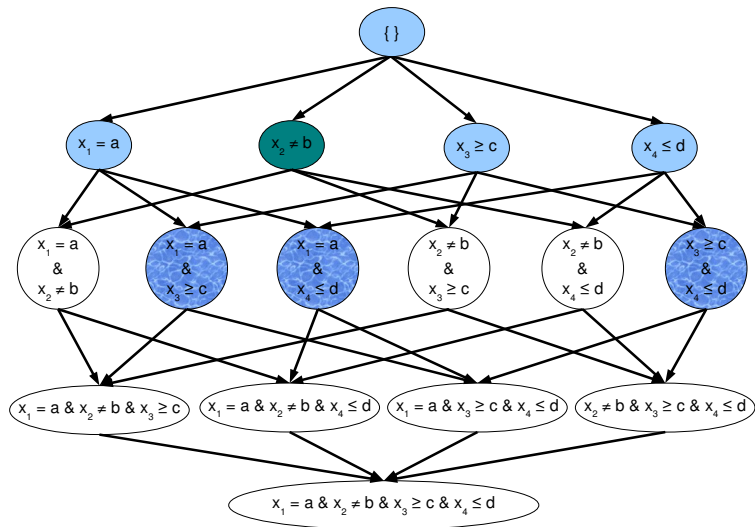 { }
x₁ = a
x₂ ≠ b
x₃ ≥ c
x₄ ≤ d
x₁ = a
&
x₂ ≠ b
x₁ = a
&
x₃ ≥ c
x₁ = a
&
x₄ ≤ d
x₂ ≠ b
&
x₃ ≥ c
x₂ ≠ b
&
x₄ ≤ d
x₃ ≥ c
&
x₄ ≤ d
x₁ = a & x₂ ≠ b & x₃ ≥ c
x₁ = a & x₂ ≠ b & x₄ ≤ d
x₁ = a & x₃ ≥ c & x₄ ≤ d
x₂ ≠ b & x₃ ≥ c & x₄ ≤ d
x₁ = a & x₂ ≠ b & x₃ ≥ c & x₄ ≤ d